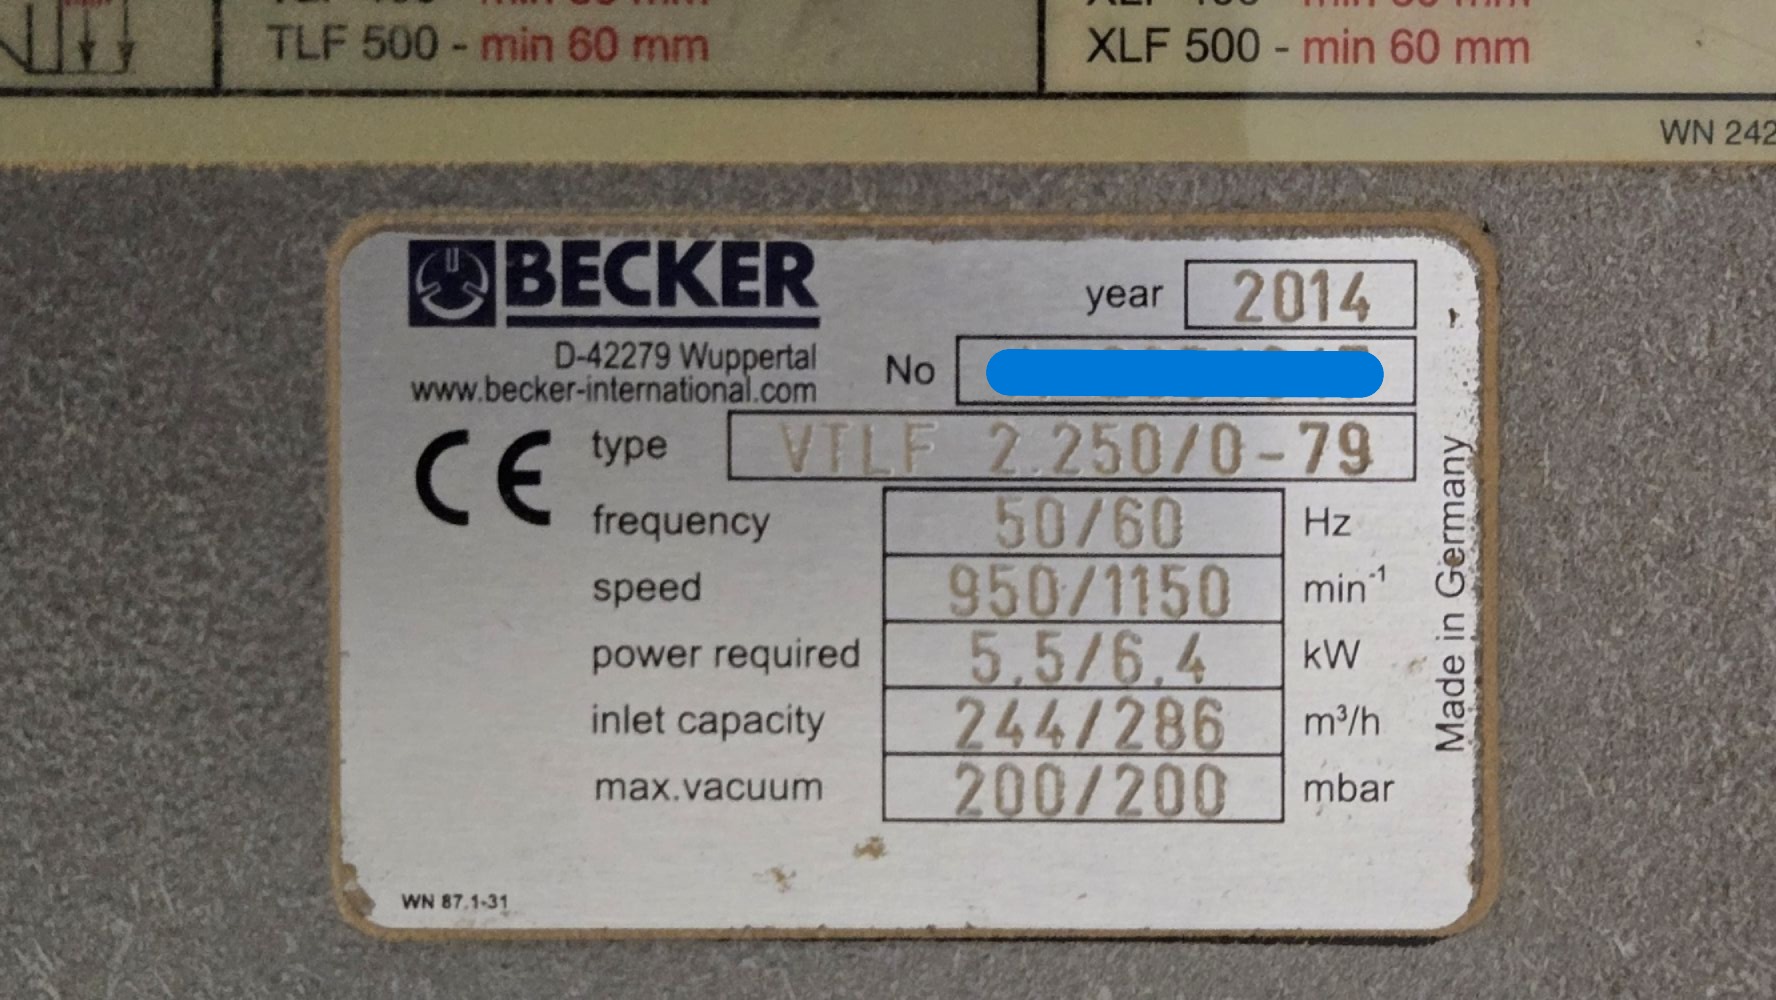 TLF 500 - min 60 mm
XLF 500 - min 60 mm
WN 242
BECKER
year 2014
D-42279 Wuppertal
No
www.becker-international.com
CE type VTLF 2.250/0-79
frequency 50/60 Hz
speed 950/1150 min⁻¹
power required 5.5/6.4 kW
inlet capacity 244/286 m³/h
max.vacuum 200/200 mbar
Made in Germany
WN 87.1-31